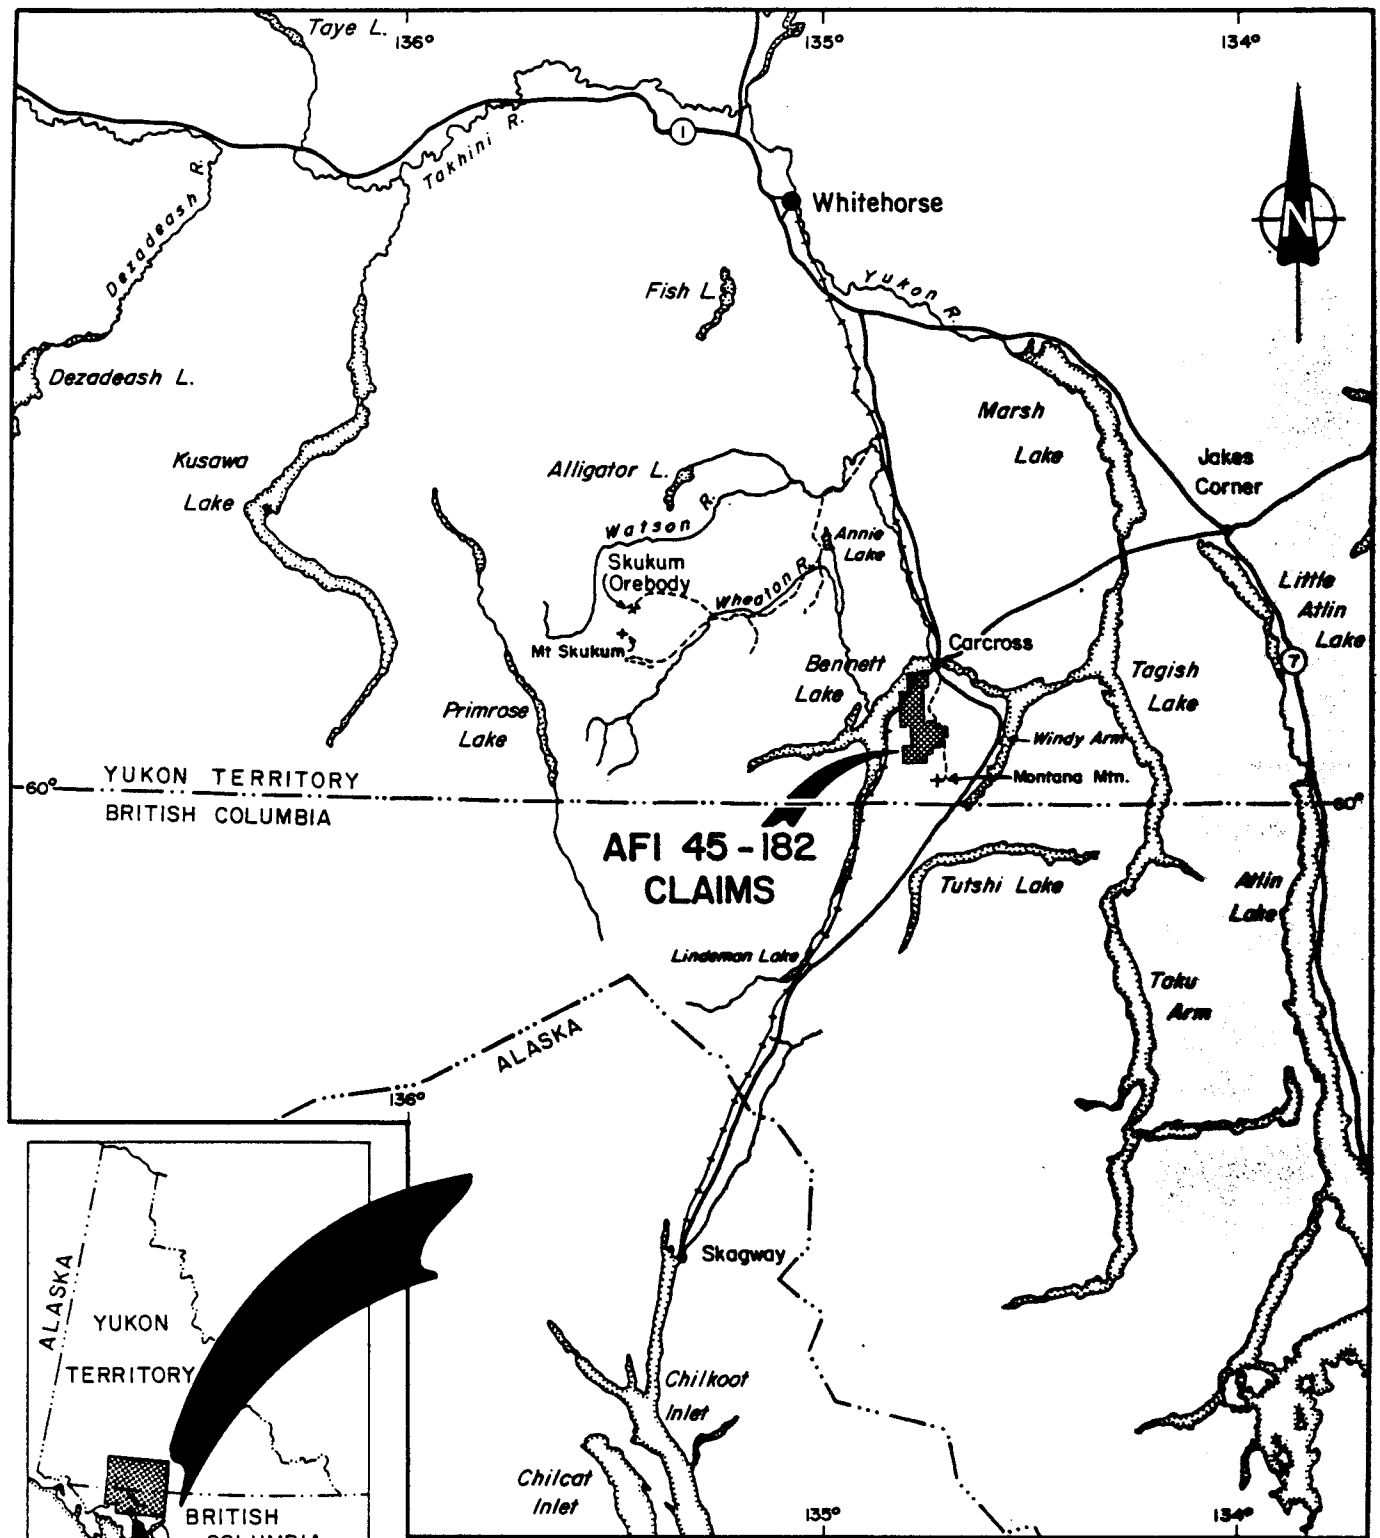 Taye L.
136°
135°
134°
Takhini R.
1
Dezadeash R.
Whitehorse
N
Yukon R.
Fish L.
Dezadeash L.
Marsh
Lake
Kusawa
Lake
Alligator L.
Jakes
Corner
Watson R.
Annie
Lake
Skukum
Orebody
Wheaton R.
Little
Atlin
Lake
Mt Skukum
Carcross
7
Bennett
Lake
Tagish
Lake
Primrose
Lake
Windy Arm
Montana Mtn.
60°
YUKON TERRITORY
BRITISH COLUMBIA
60°
AFI 45-182
CLAIMS
Tutshi Lake
Atlin
Lake
Lindeman Lake
Taku
Arm
ALASKA
136°
Skagway
ALASKA
YUKON
TERRITORY
Chilkoot
Inlet
Chilcat
Inlet
BRITISH
COLUMBIA
135°
134°